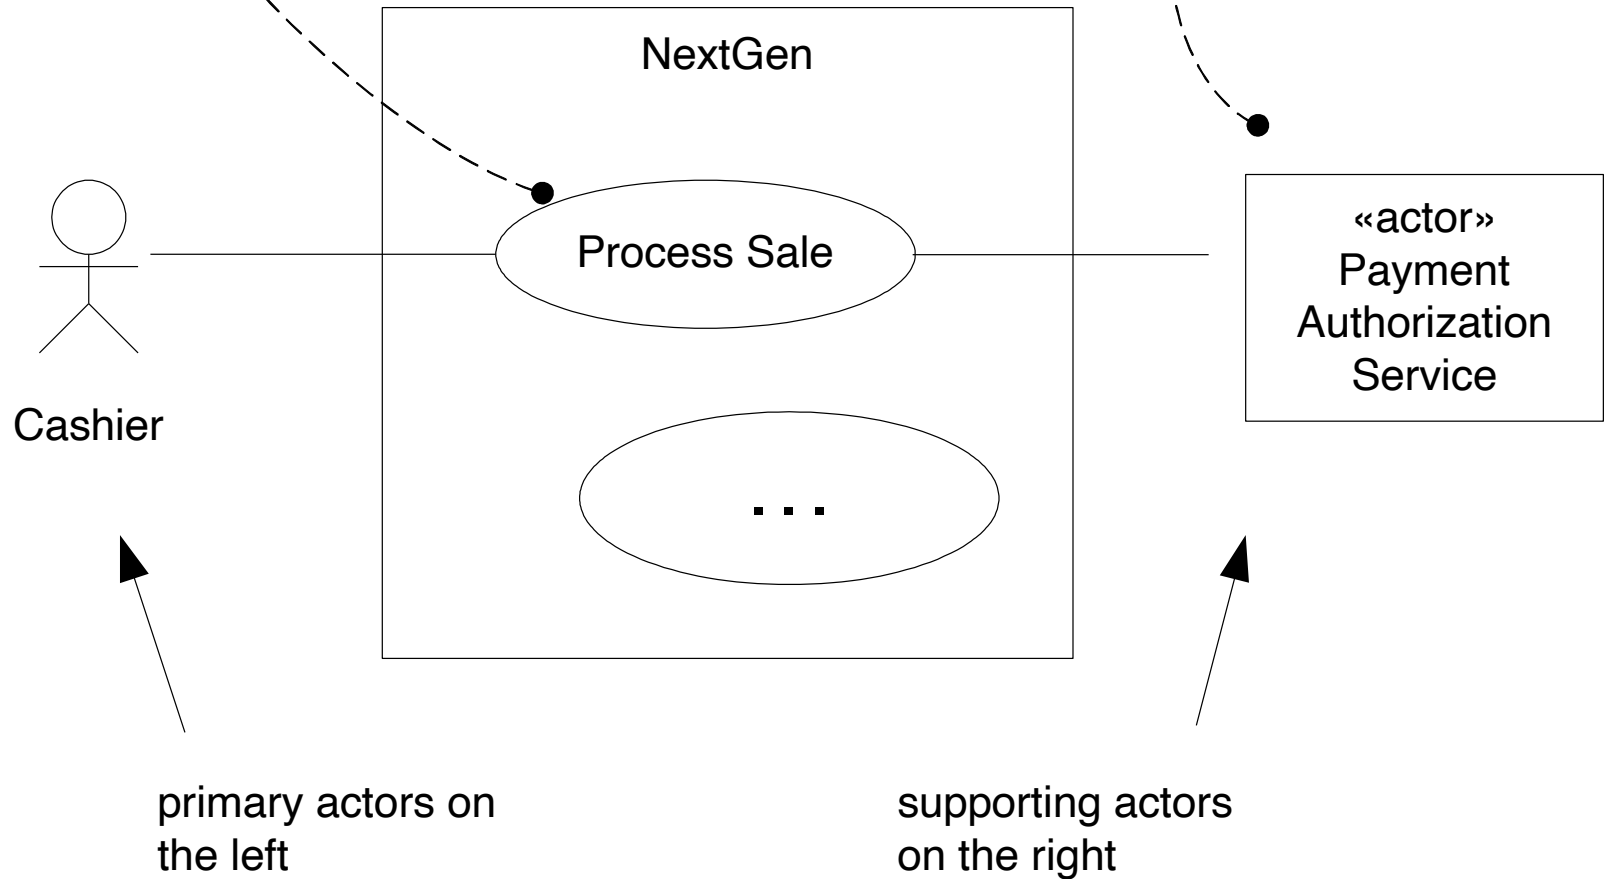 NextGen
Process Sale
«actor»
Payment
Authorization
Service
Cashier
...
primary actors on
the left
supporting actors
on the right